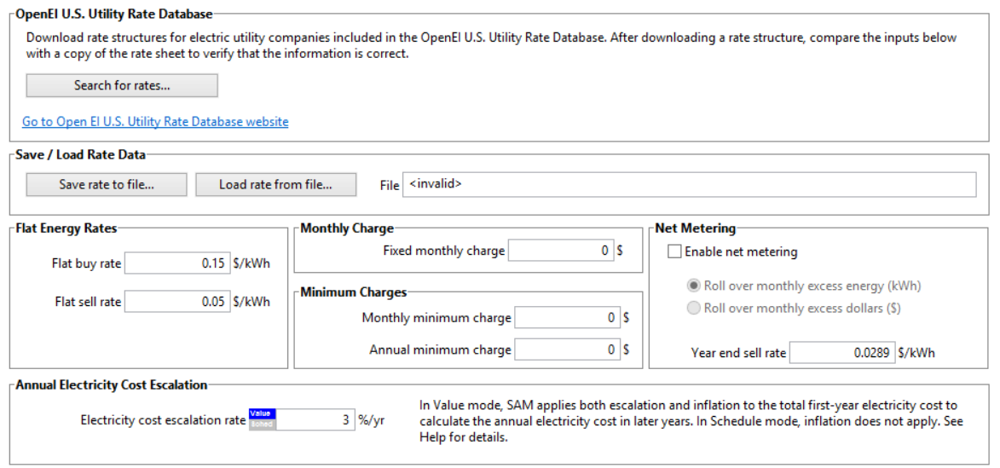 OpenEI U.S. Utility Rate Database
Download rate structures for electric utility companies included in the OpenEI U.S. Utility Rate Database. After downloading a rate structure, compare the inputs below
with a copy of the rate sheet to verify that the information is correct.
Search for rates...
Go to Open EI U.S. Utility Rate Database website
Save / Load Rate Data
Save rate to file...
Load rate from file...
File <invalid>
Flat Energy Rates
Flat buy rate 0.15 $/kWh
Flat sell rate 0.05 $/kWh
Monthly Charge
Fixed monthly charge 0 $
Minimum Charges
Monthly minimum charge 0 $
Annual minimum charge 0 $
Net Metering
Enable net metering
Roll over monthly excess energy (kWh)
Roll over monthly excess dollars ($)
Year end sell rate 0.0289 $/kWh
Annual Electricity Cost Escalation
Electricity cost escalation rate Value Sched 3 %/yr
In Value mode, SAM applies both escalation and inflation to the total first-year electricity cost to
calculate the annual electricity cost in later years. In Schedule mode, inflation does not apply. See
Help for details.